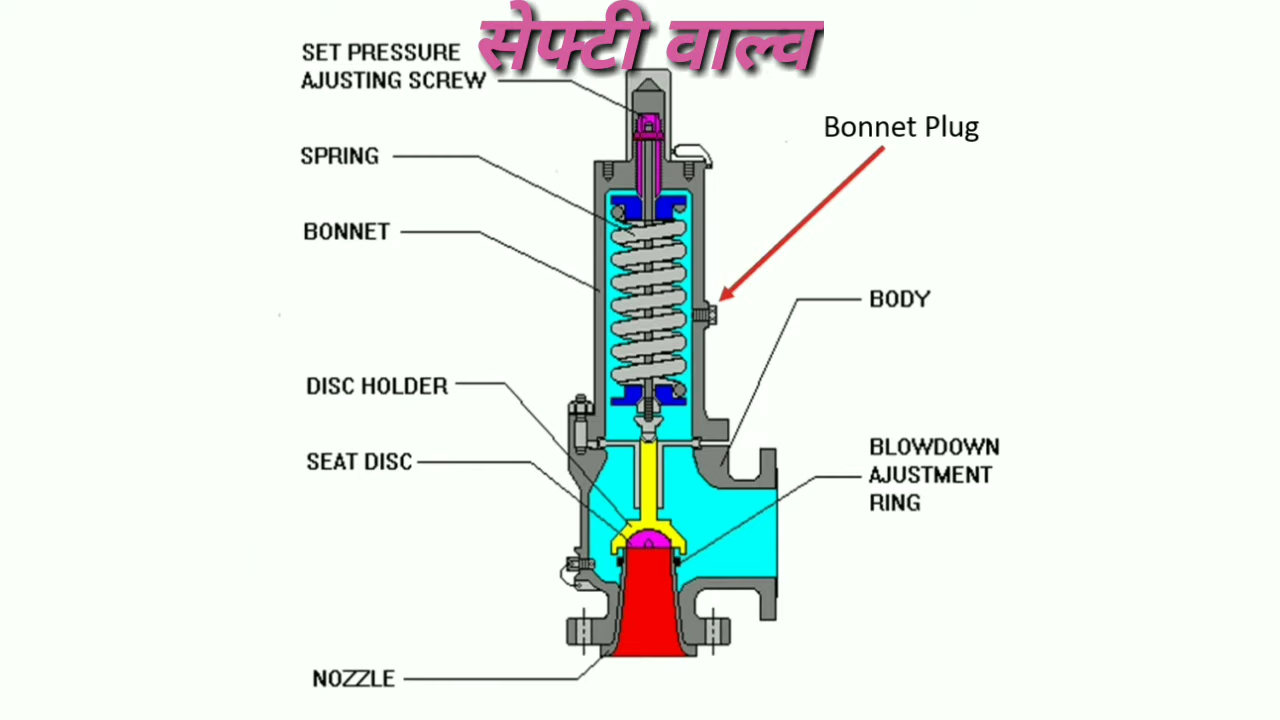 सेफ्टी वाल्व
SET PRESSURE
AJUSTING SCREW
Bonnet Plug
SPRING
BONNET
BODY
DISC HOLDER
BLOWDOWN
AJUSTMENT
RING
SEAT DISC
NOZZLE